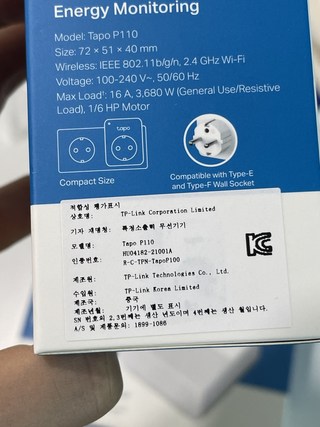 Energy Monitoring
Model: Tapo P110
Size: 72 × 51 × 40 mm
Wireless: IEEE 802.11b/g/n, 2.4 GHz Wi-Fi
Voltage: 100-240 V~, 50/60 Hz
Max Load¹: 16 A, 3,680 W (General Use/Resistive
Load), 1/6 HP Motor
tapo
Compact Size
Compatible with Type-E
and Type-F Wall Socket
적합성 평가표시
상호명: TP-Link Corporation Limited
기자재명칭: 특정소출력 무선기기
모델명: Tapo P110
HU04182-21001A
인증번호: R-C-TPN-TapoP100
제조원: TP-Link Technologies Co., Ltd.
수입원: TP-Link Korea Limited
제조국: 중국
제조년월: 기기에 별도 표시
SN 번호의 2,3번째는 생산 년도이며 4번째는 생산 월입니다.
A/S 및 제품문의: 1899-1088